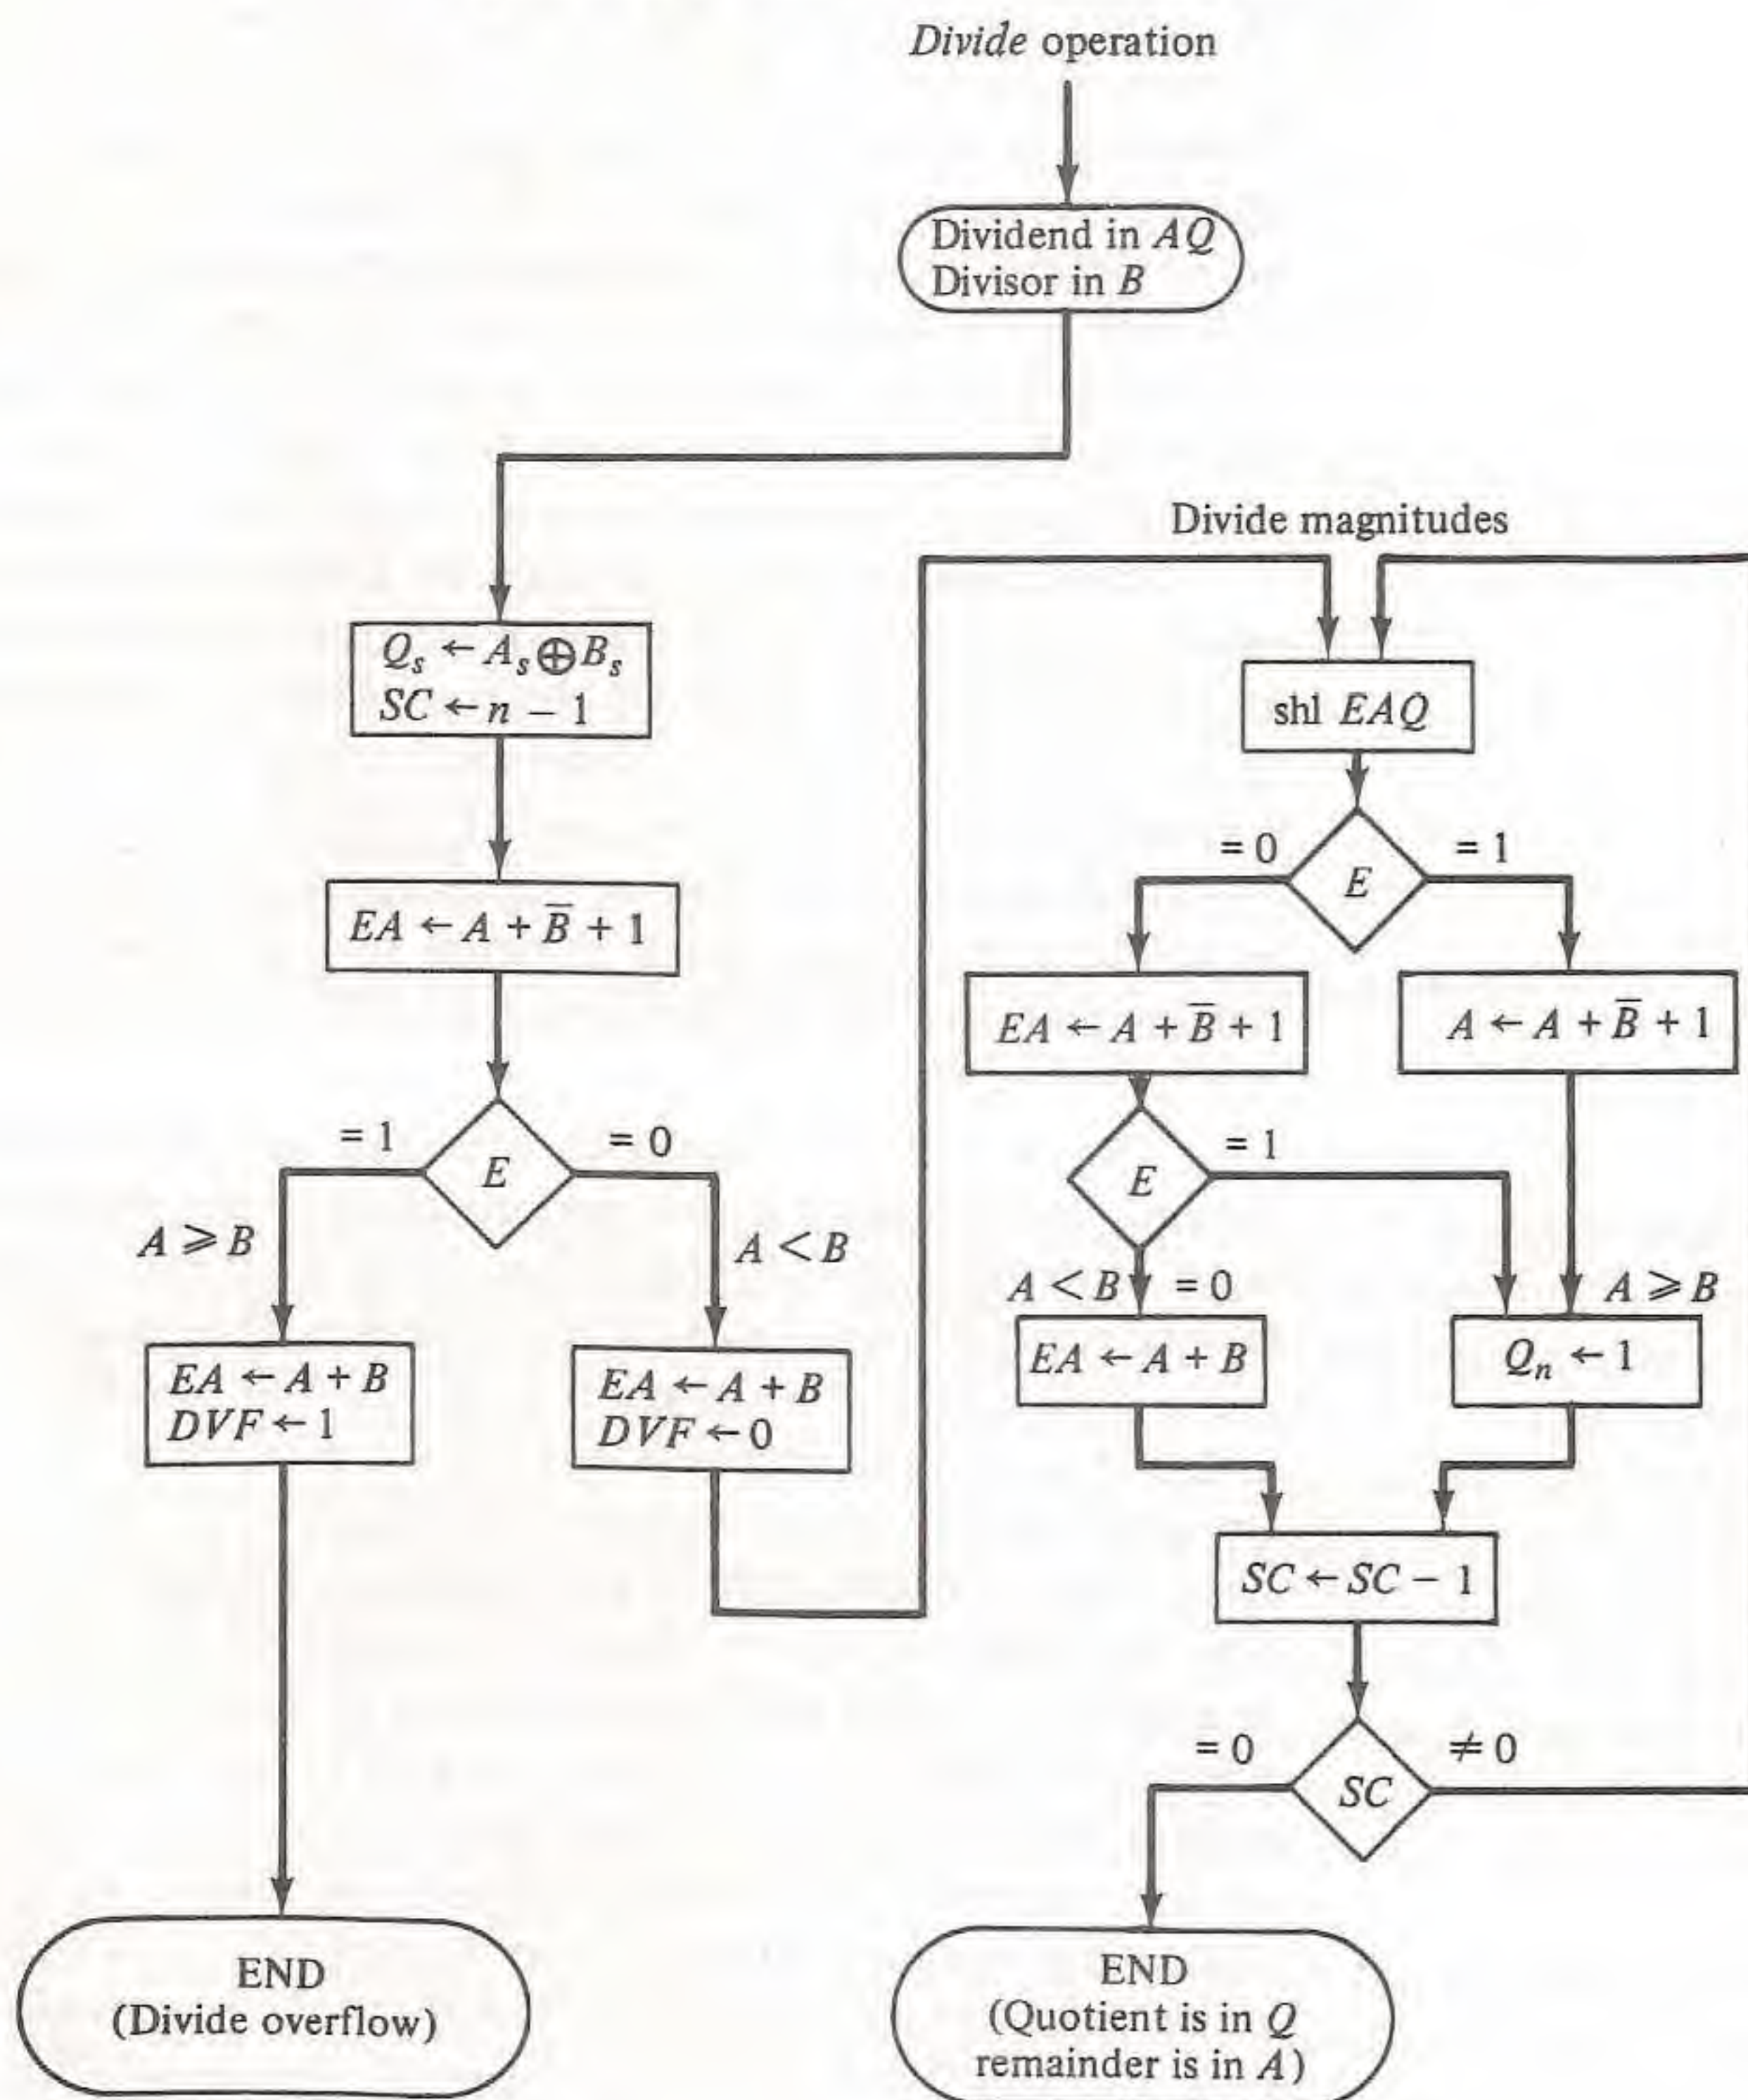 Divide operation
Dividend in AQ
Divisor in B
Qₛ ← Aₛ ⊕ Bₛ
SC ← n − 1
EA ← A + B̅ + 1
= 1
= 0
E
A ⩾ B
A < B
EA ← A + B
DVF ← 1
EA ← A + B
DVF ← 0
END
(Divide overflow)
Divide magnitudes
shl EAQ
= 0
= 1
E
EA ← A + B̅ + 1
A ← A + B̅ + 1
= 1
E
A < B
= 0
A ⩾ B
EA ← A + B
Qₙ ← 1
SC ← SC − 1
= 0
≠ 0
SC
END
(Quotient is in Q
remainder is in A)